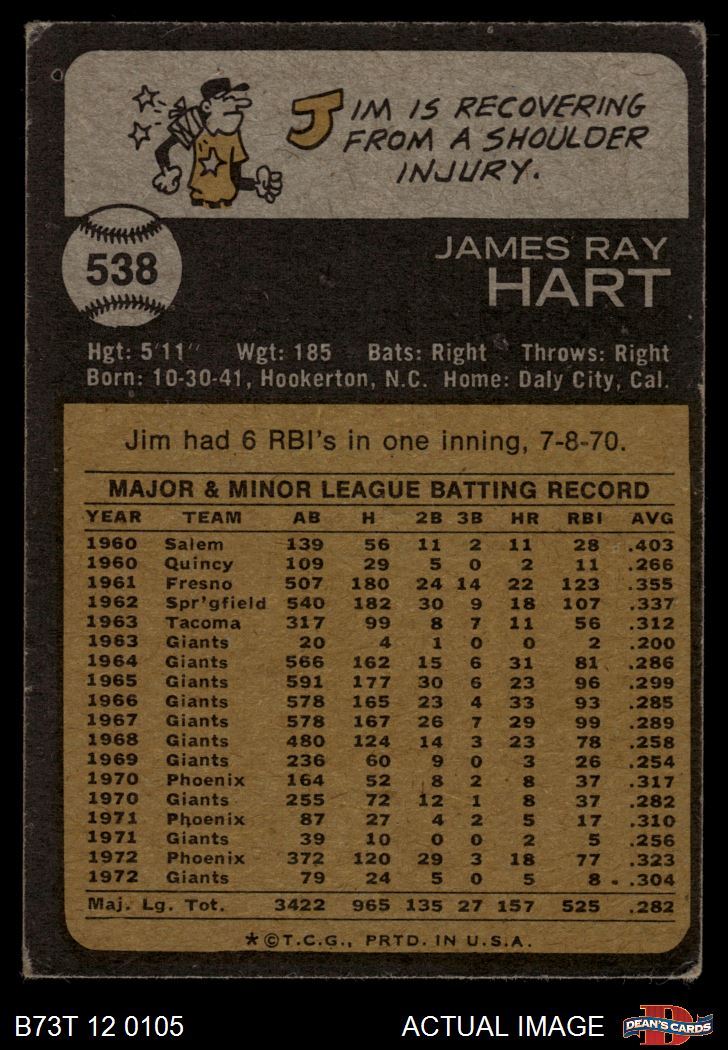 JIM IS RECOVERING
FROM A SHOULDER
INJURY.
538
JAMES RAY
HART
Hgt: 5'11" Wgt: 185 Bats: Right Throws: Right
Born: 10-30-41, Hookerton, N.C. Home: Daly City, Cal.
Jim had 6 RBI's in one inning, 7-8-70.
MAJOR & MINOR LEAGUE BATTING RECORD
YEAR TEAM AB H 2B 3B HR RBI AVG
1960 Salem 139 56 11 2 11 28 .403
1960 Quincy 109 29 5 0 2 11 .266
1961 Fresno 507 180 24 14 22 123 .355
1962 Spr'gfield 540 182 30 9 18 107 .337
1963 Tacoma 317 99 8 7 11 56 .312
1963 Giants 20 4 1 0 0 2 .200
1964 Giants 566 162 15 6 31 81 .286
1965 Giants 591 177 30 6 23 96 .299
1966 Giants 578 165 23 4 33 93 .285
1967 Giants 578 167 26 7 29 99 .289
1968 Giants 480 124 14 3 23 78 .258
1969 Giants 236 60 9 0 3 26 .254
1970 Phoenix 164 52 8 2 8 37 .317
1970 Giants 255 72 12 1 8 37 .282
1971 Phoenix 87 27 4 2 5 17 .310
1971 Giants 39 10 0 0 2 5 .256
1972 Phoenix 372 120 29 3 18 77 .323
1972 Giants 79 24 5 0 5 8 .304
Maj. Lg. Tot. 3422 965 135 27 157 525 .282
*©T.C.G., PRTD. IN U.S.A.
B73T 12 0105 ACTUAL IMAGE D DEAN'S CARDS